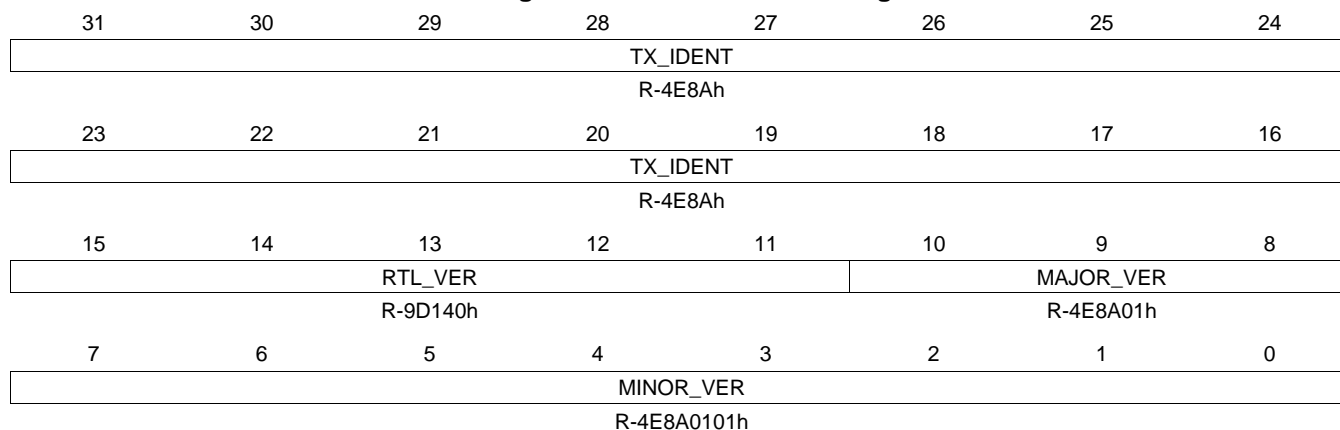 31 30 29 28 27 26 25 24
TX_IDENT
R-4E8Ah
23 22 21 20 19 18 17 16
TX_IDENT
R-4E8Ah
15 14 13 12 11 10 9 8
RTL_VER MAJOR_VER
R-9D140h R-4E8A01h
7 6 5 4 3 2 1 0
MINOR_VER
R-4E8A0101h